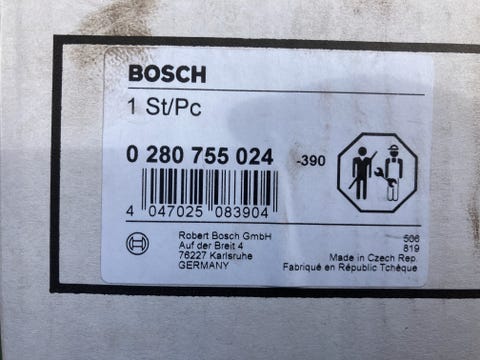 BOSCH
1 St/Pc
0 280 755 024 -390
4 047025 083904
Robert Bosch GmbH
Auf der Breit 4
76227 Karlsruhe
GERMANY
506
819
Made in Czech Rep.
Fabriqué en République Tchèque